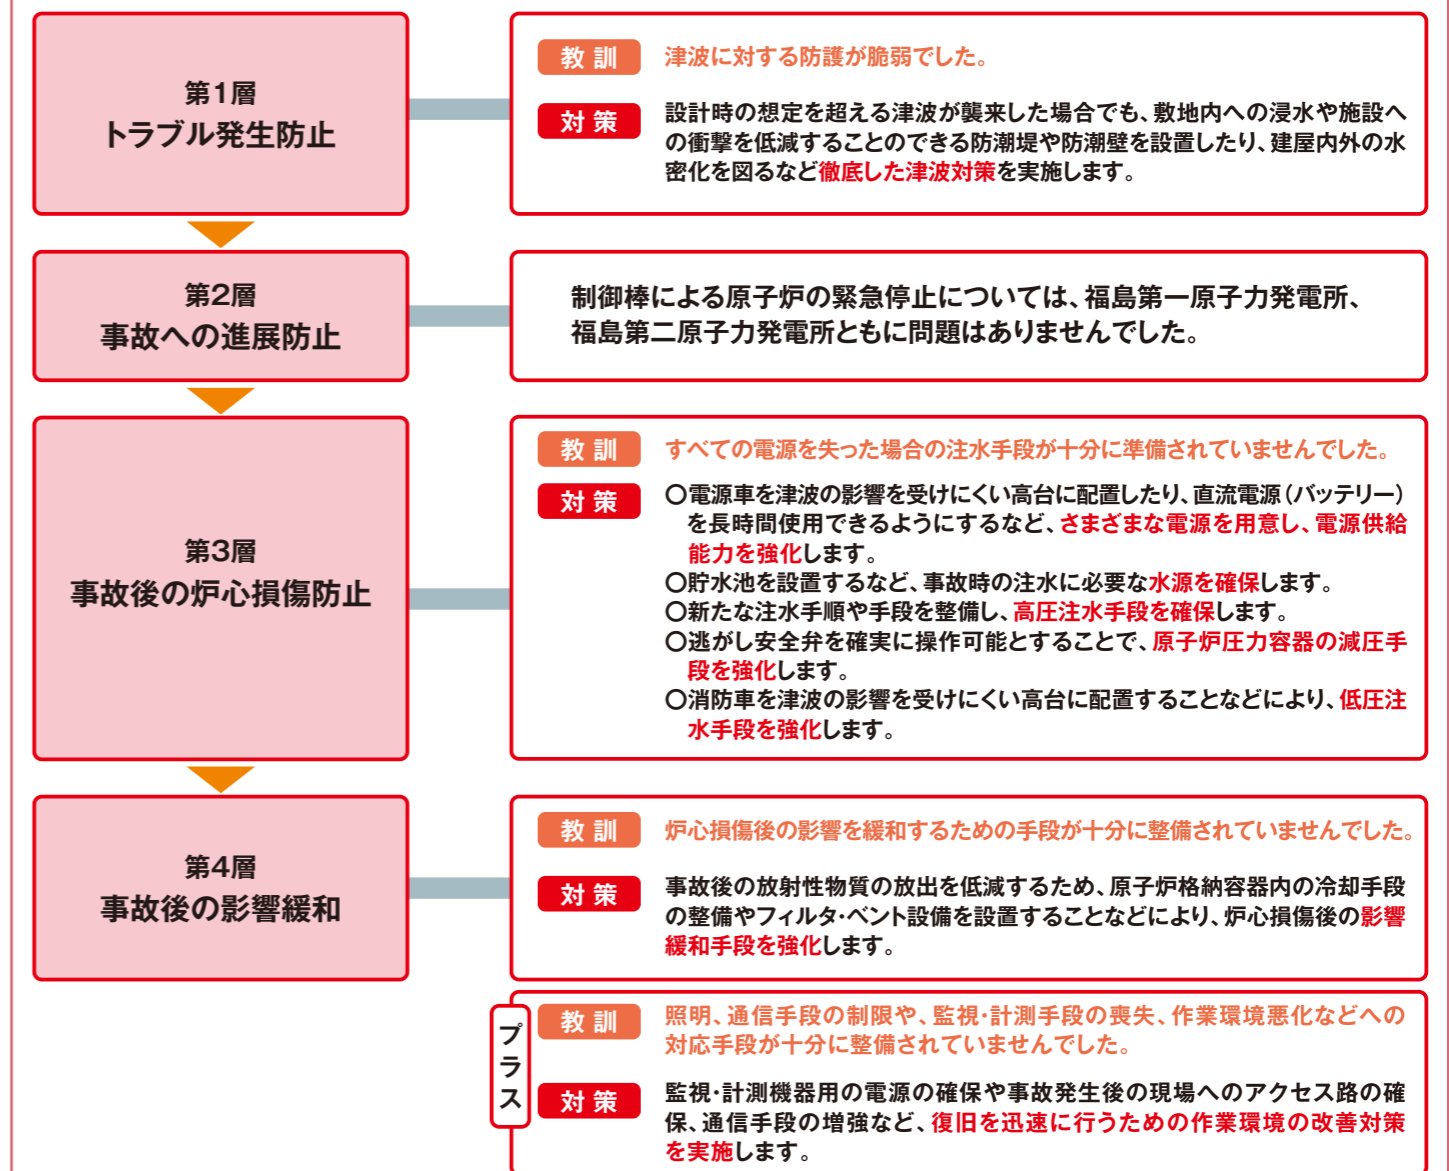 第1層
トラブル発生防止
教訓
津波に対する防護が脆弱でした。
対策
設計時の想定を超える津波が襲来した場合でも、敷地内への浸水や施設へ
の衝撃を低減することのできる防潮堤や防潮壁を設置したり、建屋内外の水
密化を図るなど徹底した津波対策を実施します。
第2層
事故への進展防止
制御棒による原子炉の緊急停止については、福島第一原子力発電所、
福島第二原子力発電所ともに問題はありませんでした。
第3層
事故後の炉心損傷防止
教訓
すべての電源を失った場合の注水手段が十分に準備されていませんでした。
対策
○電源車を津波の影響を受けにくい高台に配置したり、直流電源（バッテリー）
を長時間使用できるようにするなど、さまざまな電源を用意し、電源供給
能力を強化します。
○貯水池を設置するなど、事故時の注水に必要な水源を確保します。
○新たな注水手順や手段を整備し、高圧注水手段を確保します。
○逃がし安全弁を確実に操作可能とすることで、原子炉圧力容器の減圧手
段を強化します。
○消防車を津波の影響を受けにくい高台に配置することなどにより、低圧注
水手段を強化します。
第4層
事故後の影響緩和
教訓
炉心損傷後の影響を緩和するための手段が十分に整備されていませんでした。
対策
事故後の放射性物質の放出を低減するため、原子炉格納容器内の冷却手段
の整備やフィルタ・ベント設備を設置することなどにより、炉心損傷後の影響
緩和手段を強化します。
プラス
教訓
照明、通信手段の制限や、監視・計測手段の喪失、作業環境悪化などへの
対応手段が十分に整備されていませんでした。
対策
監視・計測機器用の電源の確保や事故発生後の現場へのアクセス路の確
保、通信手段の増強など、復旧を迅速に行うための作業環境の改善対策
を実施します。